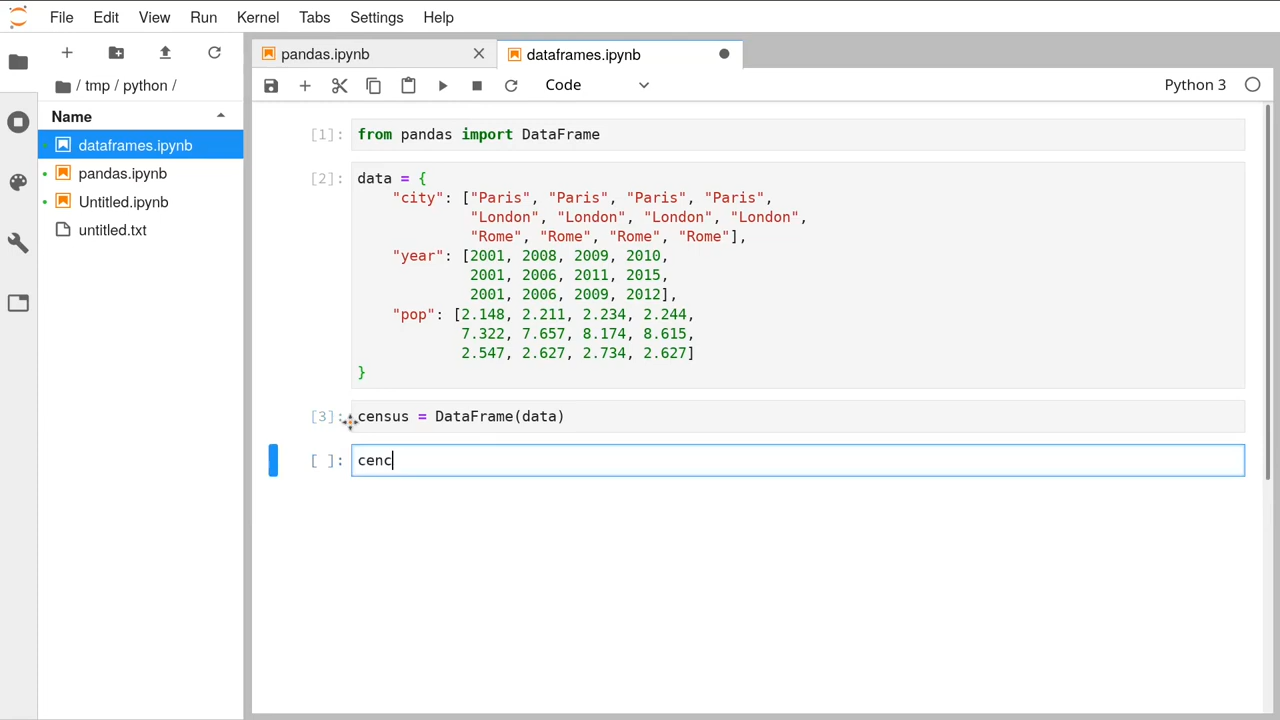 File Edit View Run Kernel Tabs Settings Help
pandas.ipynb
dataframes.ipynb
/ tmp / python /
Code
Python 3
Name
dataframes.ipynb
pandas.ipynb
Untitled.ipynb
untitled.txt
[1]: from pandas import DataFrame
[2]: data = {
"city": ["Paris", "Paris", "Paris", "Paris",
"London", "London", "London", "London",
"Rome", "Rome", "Rome", "Rome"],
"year": [2001, 2008, 2009, 2010,
2001, 2006, 2011, 2015,
2001, 2006, 2009, 2012],
"pop": [2.148, 2.211, 2.234, 2.244,
7.322, 7.657, 8.174, 8.615,
2.547, 2.627, 2.734, 2.627]
}
[3]: census = DataFrame(data)
[ ]: cenc